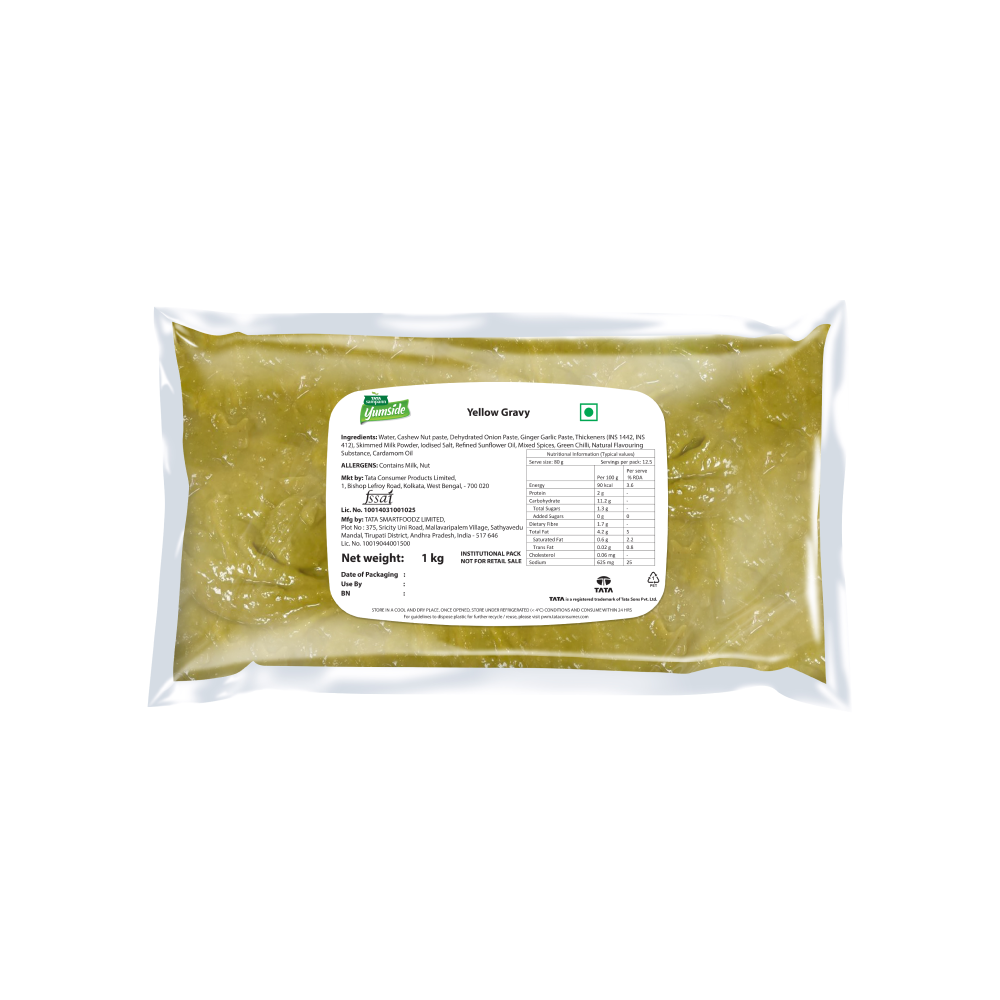 TATA
sampann
Yumside
Yellow Gravy
Ingredients: Water, Cashew Nut paste, Dehydrated Onion Paste, Ginger Garlic Paste, Thickeners (INS 1442, INS
412), Skimmed Milk Powder, Iodised Salt, Refined Sunflower Oil, Mixed Spices, Green Chilli, Natural Flavouring
Substance, Cardamom Oil
ALLERGENS: Contains Milk, Nut
Mkt by: Tata Consumer Products Limited,
1, Bishop Lefroy Road, Kolkata, West Bengal, - 700 020
fssai
Lic. No. 10014031001025
Mfg by: TATA SMARTFOODZ LIMITED,
Plot No : 375, Sricity Uni Road, Mallavaripalem Village, Sathyavedu
Mandal, Tirupati District, Andhra Pradesh, India - 517 646
Lic. No. 10019044001500
Net weight: 1 kg
INSTITUTIONAL PACK
NOT FOR RETAIL SALE
Date of Packaging :
Use By :
BN :
Nutritional Information (Typical values)
Serve size: 80 g Servings per pack: 12.5
Per 100 g Per serve % RDA
Energy 90 kcal 3.6
Protein 2 g -
Carbohydrate 11.2 g -
Total Sugars 1.3 g -
Added Sugars 0 g 0
Dietary Fibre 1.7 g -
Total Fat 4.2 g 5
Saturated Fat 0.6 g 2.2
Trans Fat 0.02 g 0.8
Cholesterol 0.06 mg -
Sodium 625 mg 25
TATA
1
PET
TATA is a registered trademark of Tata Sons Pvt. Ltd.
STORE IN A COOL AND DRY PLACE. ONCE OPENED, STORE UNDER REFRIGERATED (< 4°C) CONDITIONS AND CONSUME WITHIN 24 HRS
For guidelines to dispose plastic for further recycle / reuse, please visit pwm.tataconsumer.com